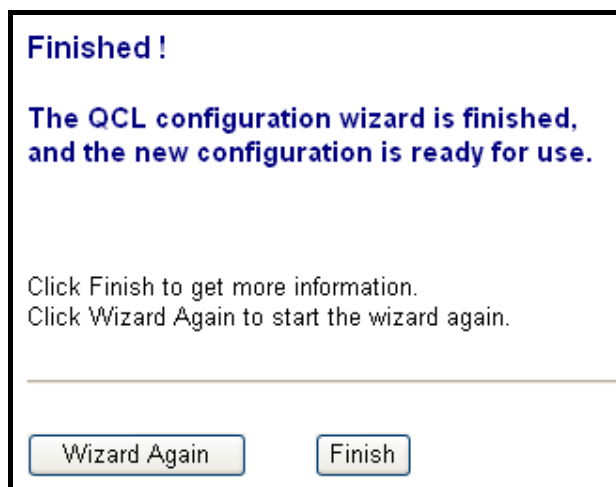 Finished !
The QCL configuration wizard is finished,
and the new configuration is ready for use.
Click Finish to get more information.
Click Wizard Again to start the wizard again.
Wizard Again
Finish